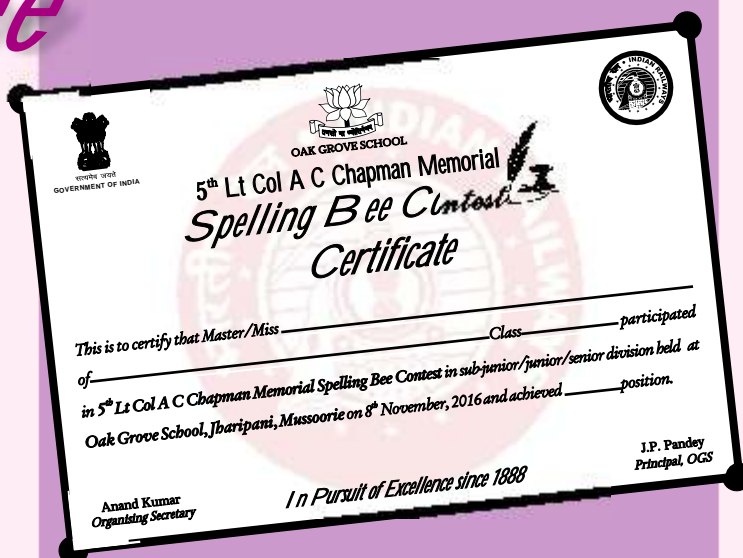 सत्यमेव जयते
GOVERNMENT OF INDIA
OAK GROVE SCHOOL
INDIAN RAILWAYS
5th Lt Col A C Chapman Memorial
Spelling Bee Contest
Certificate
This is to certify that Master/Miss
of Class participated
in 5th Lt Col A C Chapman Memorial Spelling Bee Contest in sub-junior/junior/senior division held at
Oak Grove School, Jharipani, Mussoorie on 8th November, 2016 and achieved position.
Anand Kumar
Organising Secretary
In Pursuit of Excellence since 1888
J.P. Pandey
Principal, OGS